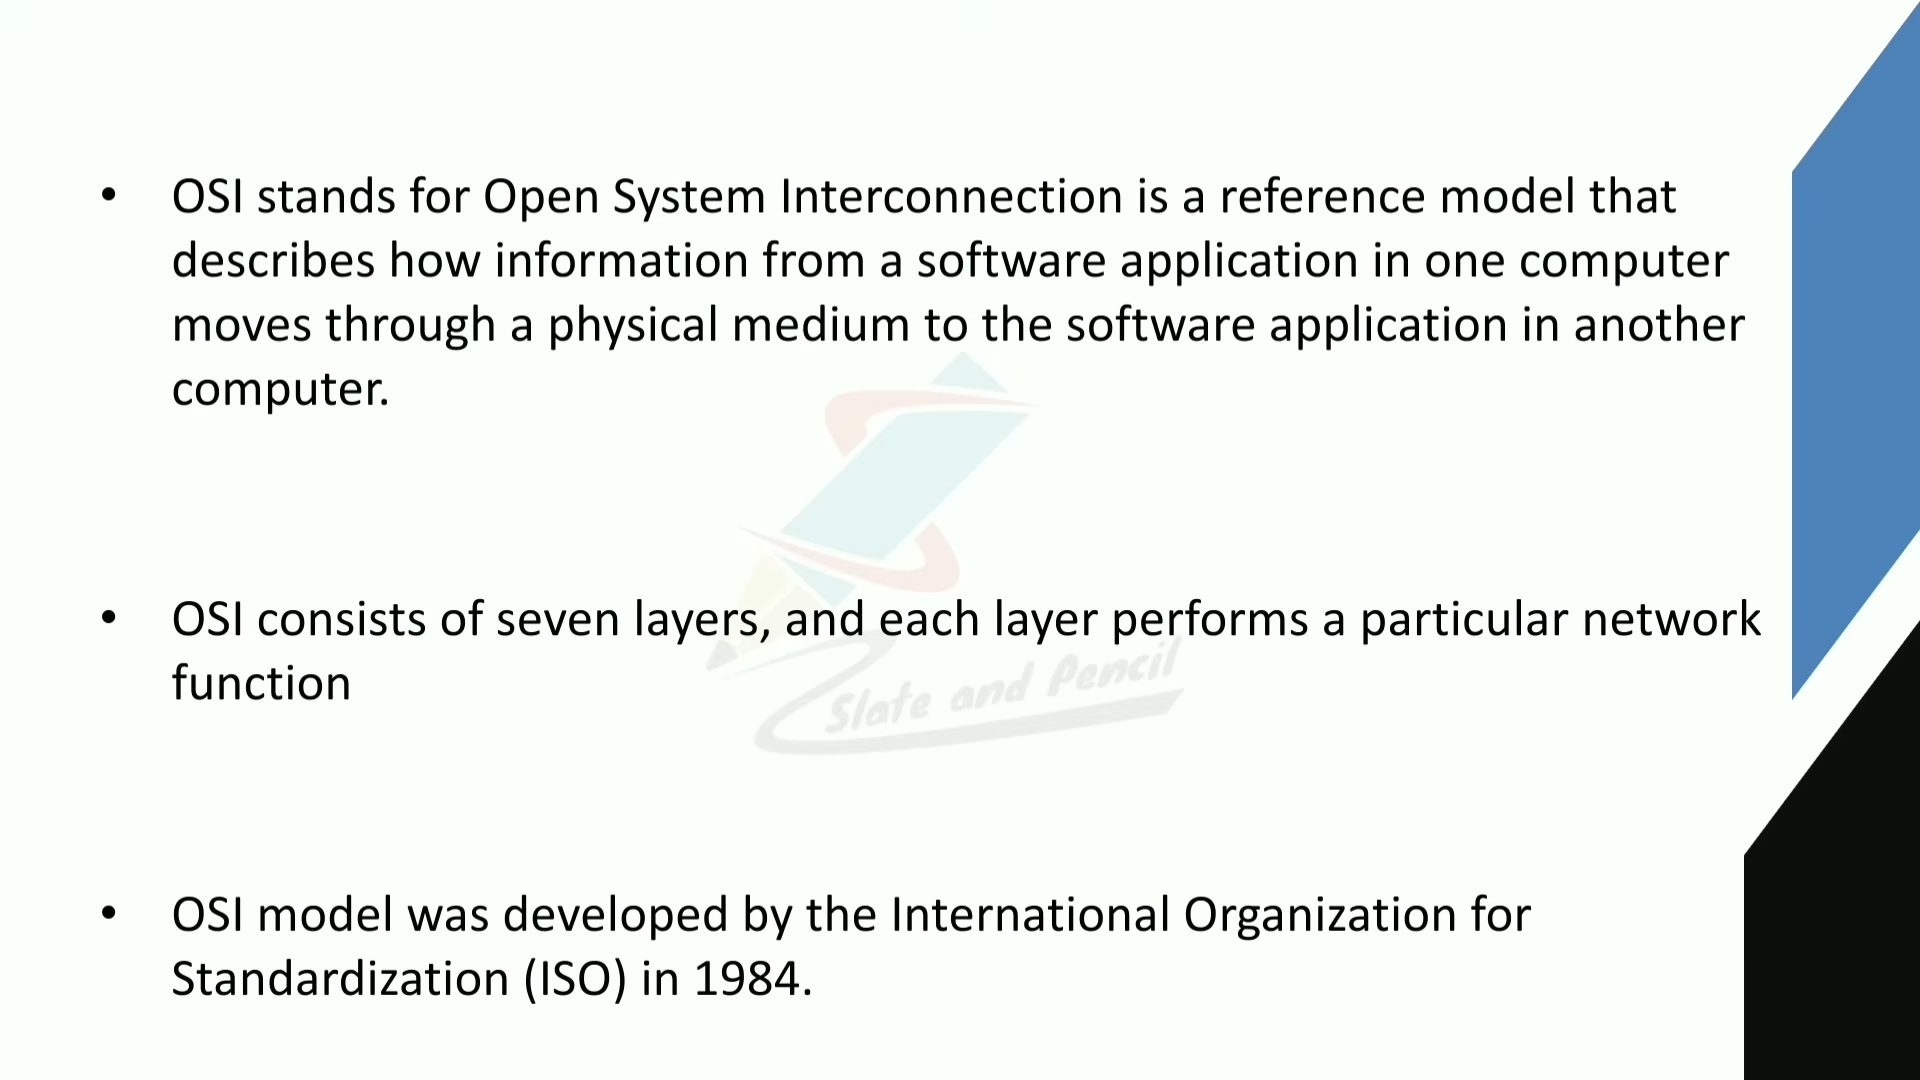 • OSI stands for Open System Interconnection is a reference model that
describes how information from a software application in one computer
moves through a physical medium to the software application in another
computer.
• OSI consists of seven layers, and each layer performs a particular network
function
Slate and Pencil
• OSI model was developed by the International Organization for
Standardization (ISO) in 1984.